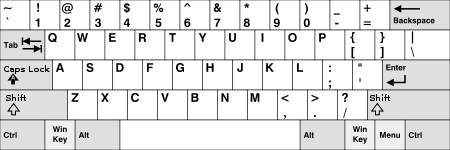 ~ ! @ # $ % ^ & * ( ) _ +
` 1 2 3 4 5 6 7 8 9 0 - = Backspace
Tab Q W E R T Y U I O P { } |
[ ] \
Caps Lock A S D F G H J K L : " Enter
; '
Shift Z X C V B N M < > ? Shift
, . /
Ctrl Win Key Alt Alt Win Key Menu Ctrl